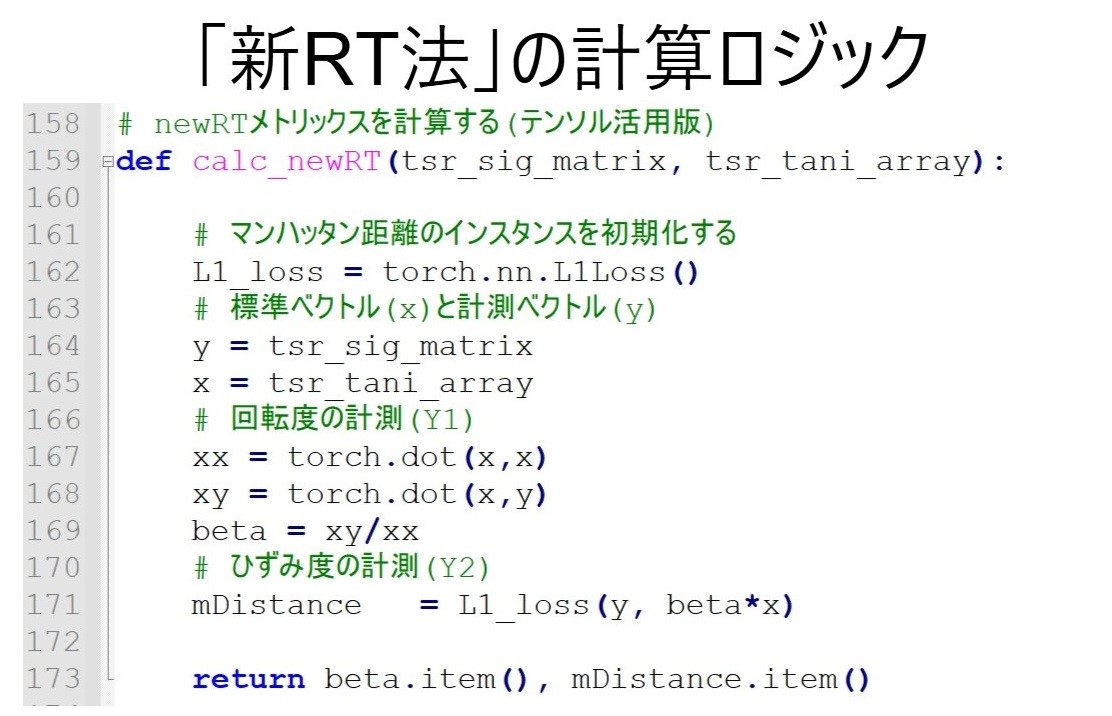 「新RT法」の計算ロジック
158 # newRTメトリックスを計算する(テンソル活用版)
159 def calc_newRT(tsr_sig_matrix, tsr_tani_array):
160
161 # マンハッタン距離のインスタンスを初期化する
162 L1_loss = torch.nn.L1Loss()
163 # 標準ベクトル(x)と計測ベクトル(y)
164 y = tsr_sig_matrix
165 x = tsr_tani_array
166 # 回転度の計測(Y1)
167 xx = torch.dot(x,x)
168 xy = torch.dot(x,y)
169 beta = xy/xx
170 # ひずみ度の計測(Y2)
171 mDistance = L1_loss(y, beta*x)
172
173 return beta.item(), mDistance.item()